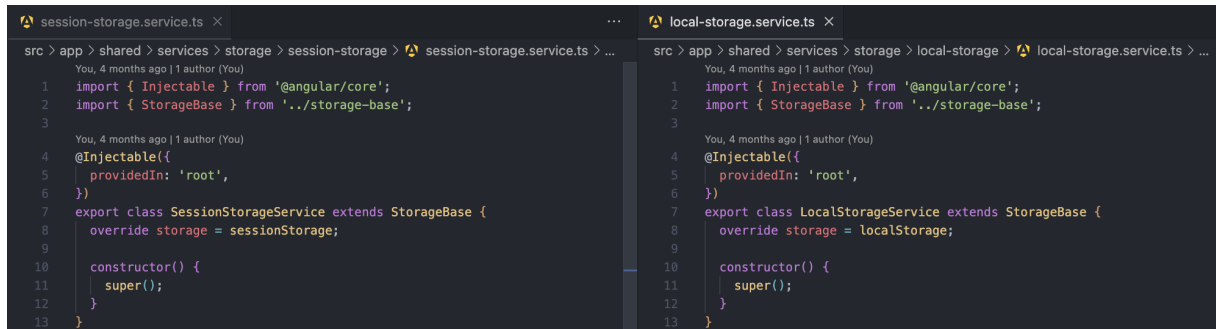 session-storage.service.ts ×
...
src > app > shared > services > storage > session-storage > session-storage.service.ts > ...
You, 4 months ago | 1 author (You)
1 import { Injectable } from '@angular/core';
2 import { StorageBase } from '../storage-base';
3
You, 4 months ago | 1 author (You)
4 @Injectable({
5   providedIn: 'root',
6 })
7 export class SessionStorageService extends StorageBase {
8   override storage = sessionStorage;
9
10   constructor() {
11     super();
12   }
13 }
local-storage.service.ts ×
src > app > shared > services > storage > local-storage > local-storage.service.ts > ...
You, 4 months ago | 1 author (You)
1 import { Injectable } from '@angular/core';
2 import { StorageBase } from '../storage-base';
3
You, 4 months ago | 1 author (You)
4 @Injectable({
5   providedIn: 'root',
6 })
7 export class LocalStorageService extends StorageBase {
8   override storage = localStorage;
9
10   constructor() {
11     super();
12   }
13 }